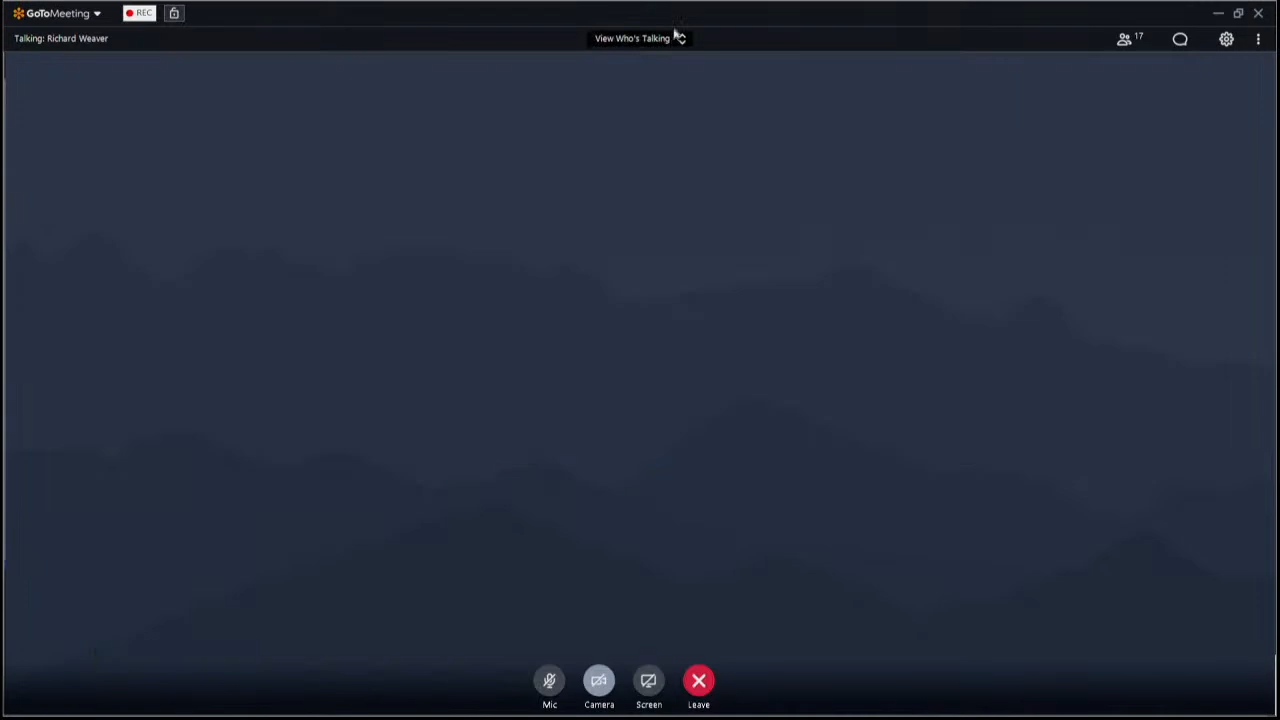 GoToMeeting
REC
Talking: Richard Weaver
View Who's Talking
17
Mic
Camera
Screen
Leave